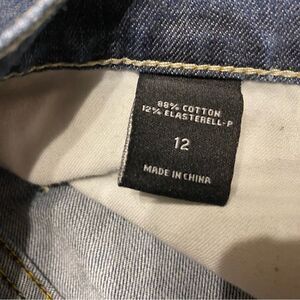 88% COTTON
12% ELASTERELL-P
12
MADE IN CHINA